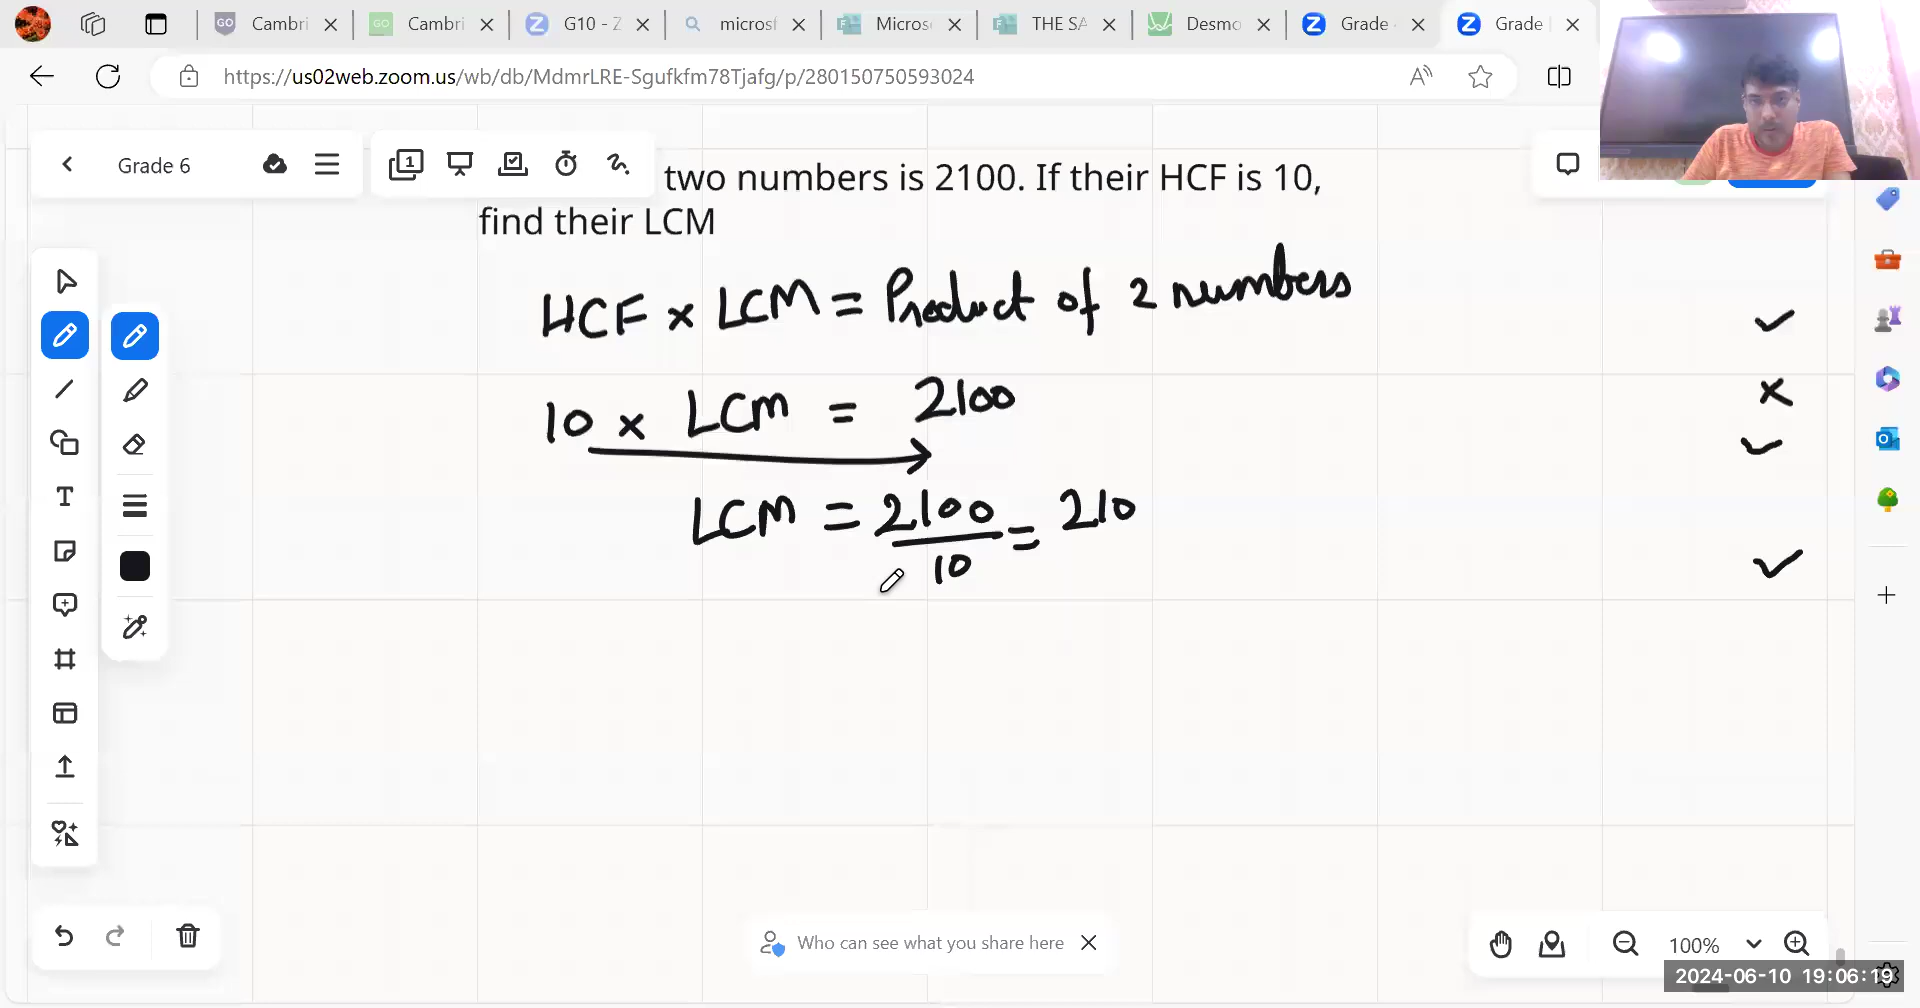 Cambri
Cambri
G10 - Z
microsf
Micros
THE SA
Desmo
Grade
Grade
https://us02web.zoom.us/wb/db/MdmrLRE-Sgufkfm78Tjafg/p/280150750593024
Grade 6
1
two numbers is 2100. If their HCF is 10,
find their LCM
HCF × LCM = Product of 2 numbers
10 × LCM = 2100
LCM = 2100/10 = 210
Who can see what you share here
100%
2024-06-10 19:06:19